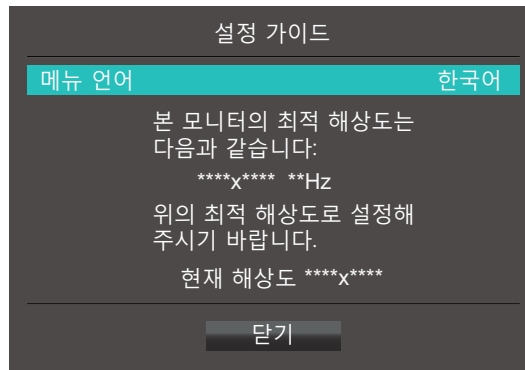 설정 가이드
메뉴 언어 한국어
본 모니터의 최적 해상도는
다음과 같습니다:
****x**** **Hz
위의 최적 해상도로 설정해
주시기 바랍니다.
현재 해상도 ****x****
닫기